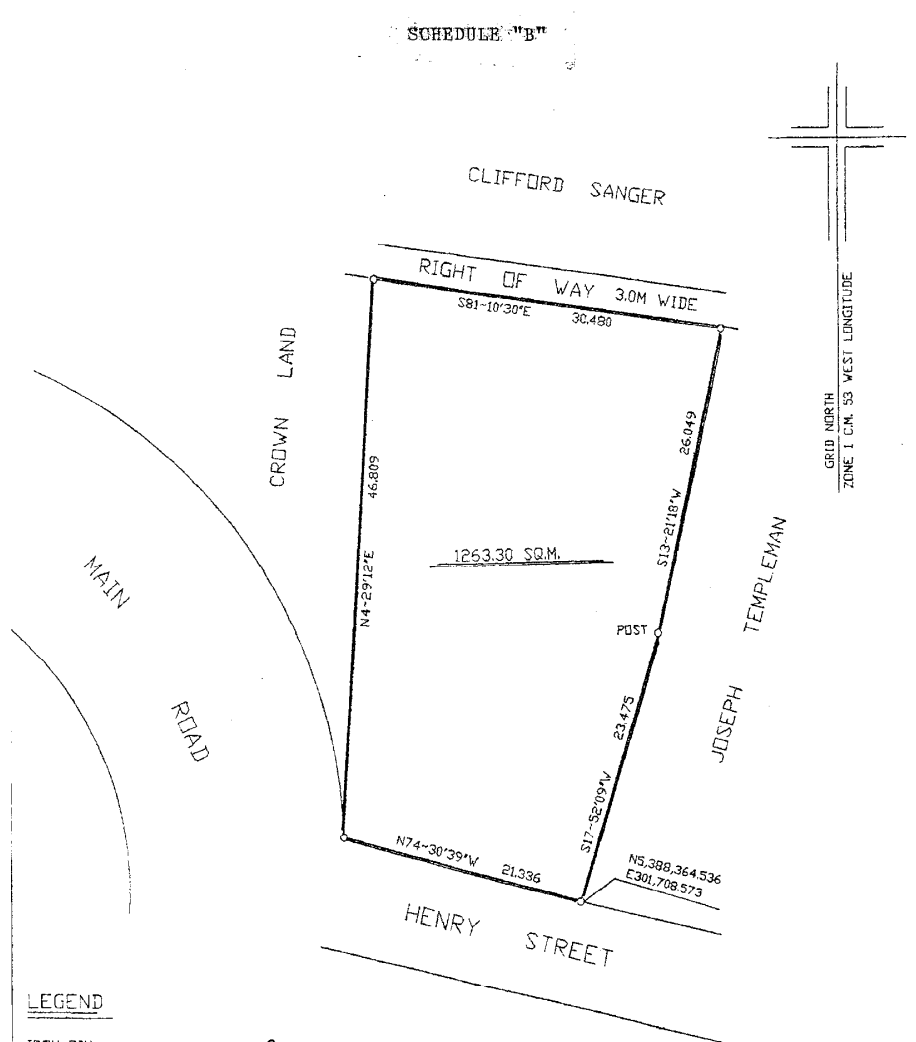 SCHEDULE "B"
CLIFFORD SANGER
RIGHT OF WAY 3.0M WIDE
S81~10'30"E 30.480
GRID NORTH
ZONE 1 C.M. 53 WEST LONGITUDE
CROWN LAND
46.809
N4~29'12"E
26.049
S13~21'18"W
1263.30 SQ.M.
MAIN
ROAD
POST
JOSEPH TEMPLEMAN
23.475
S17~52'09"W
N74~30'39"W 21.336
N5,388,364.536
E301,708.573
HENRY STREET
LEGEND